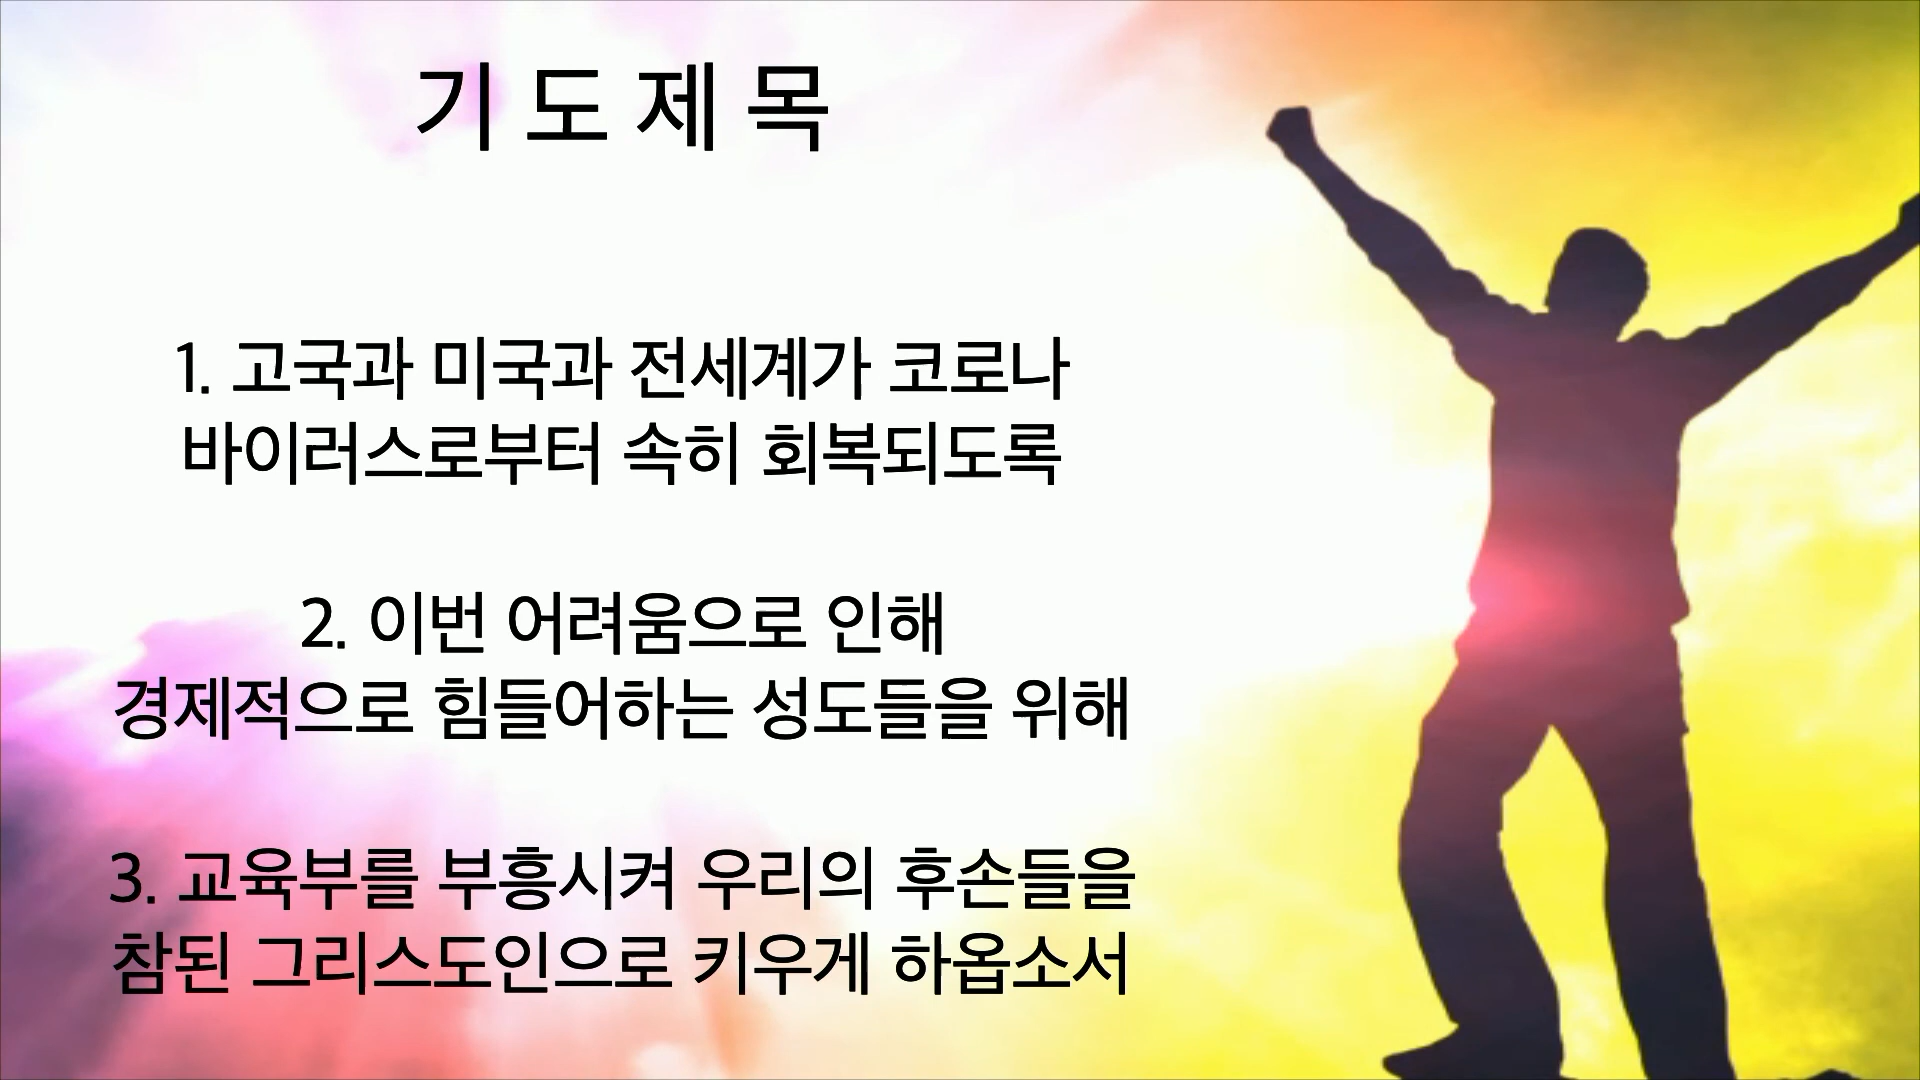 기도제목
1. 고국과 미국과 전세계가 코로나
바이러스로부터 속히 회복되도록
2. 이번 어려움으로 인해
경제적으로 힘들어하는 성도들을 위해
3. 교육부를 부흥시켜 우리의 후손들을
참된 그리스도인으로 키우게 하옵소서